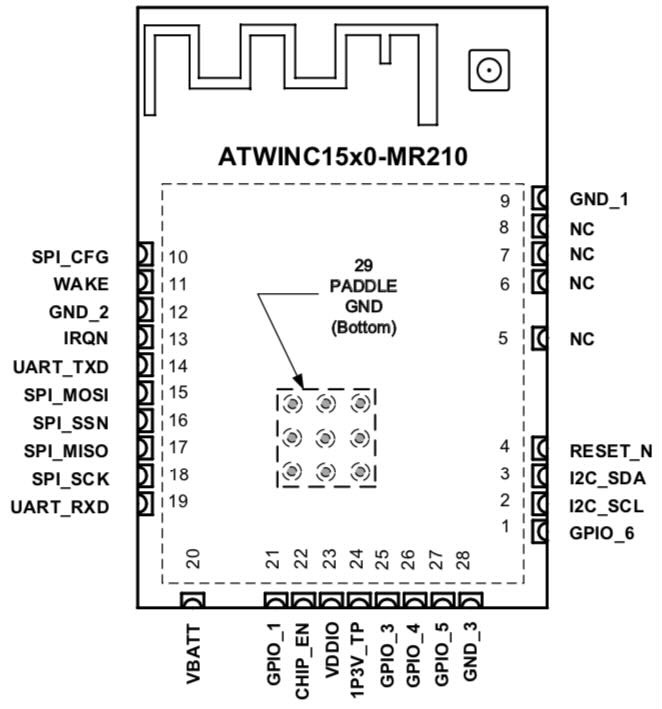 ATWINC15x0-MR210
9 GND_1
8 NC
7 NC
6 NC
5 NC
4 RESET_N
3 I2C_SDA
2 I2C_SCL
1 GPIO_6
SPI_CFG 10
WAKE 11
GND_2 12
IRQN 13
UART_TXD 14
SPI_MOSI 15
SPI_SSN 16
SPI_MISO 17
SPI_SCK 18
UART_RXD 19
29
PADDLE
GND
(Bottom)
20 VBATT
21 GPIO_1
22 CHIP_EN
23 VDDIO
24 1P3V_TP
25 GPIO_3
26 GPIO_4
27 GPIO_5
28 GND_3